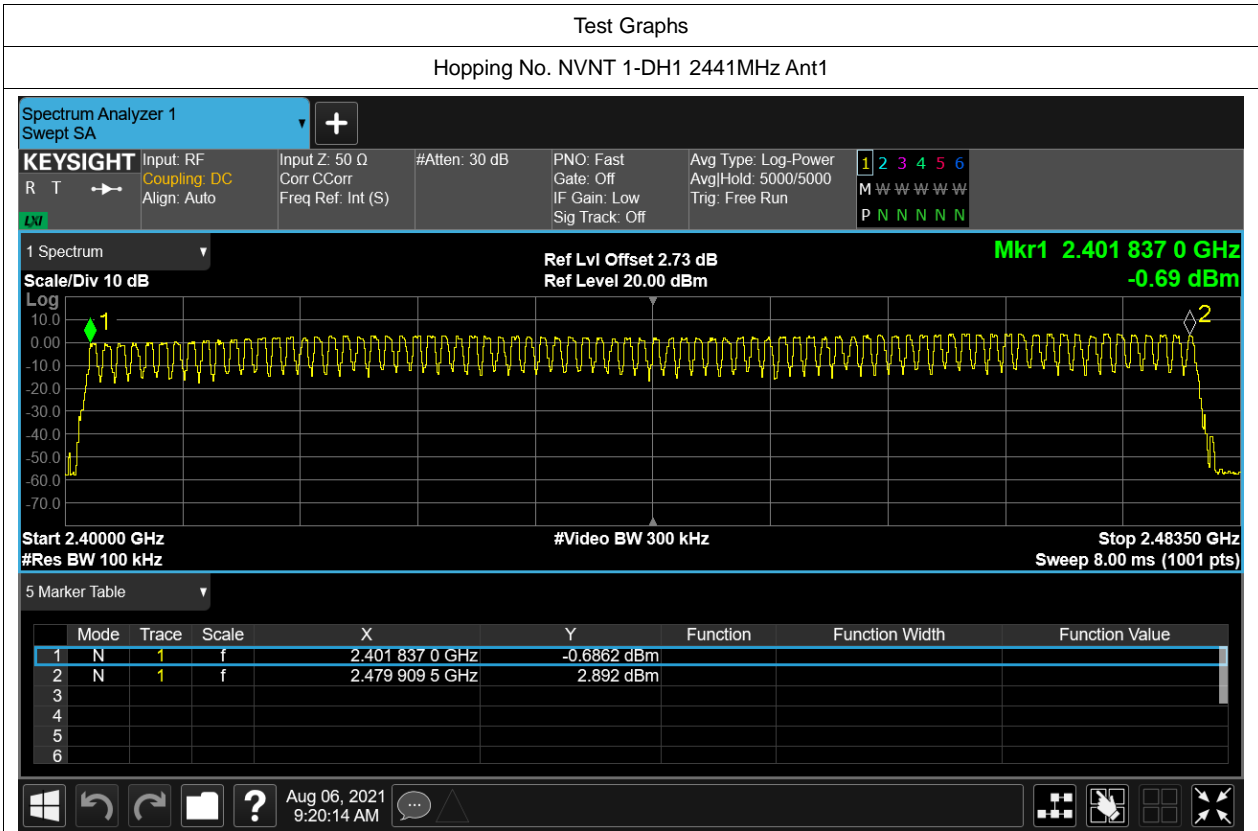 Test Graphs
Hopping No. NVNT 1-DH1 2441MHz Ant1
Spectrum Analyzer 1
Swept SA
KEYSIGHT Input: RF Input Z: 50 Ω #Atten: 30 dB PNO: Fast Avg Type: Log-Power 1 2 3 4 5 6
R T Coupling: DC Corr CCorr Gate: Off Avg|Hold: 5000/5000 M W W W W W
Align: Auto Freq Ref: Int (S) IF Gain: Low Trig: Free Run
LXI Sig Track: Off P N N N N N
1 Spectrum Ref Lvl Offset 2.73 dB Mkr1 2.401 837 0 GHz
Scale/Div 10 dB Ref Level 20.00 dBm -0.69 dBm
Log
10.0 1 2
0.00
-10.0
-20.0
-30.0
-40.0
-50.0
-60.0
-70.0
Start 2.40000 GHz #Video BW 300 kHz Stop 2.48350 GHz
#Res BW 100 kHz Sweep 8.00 ms (1001 pts)
5 Marker Table
Mode Trace Scale X Y Function Function Width Function Value
1 N 1 f 2.401 837 0 GHz -0.6862 dBm
2 N 1 f 2.479 909 5 GHz 2.892 dBm
3
4
5
6
? Aug 06, 2021
9:20:14 AM